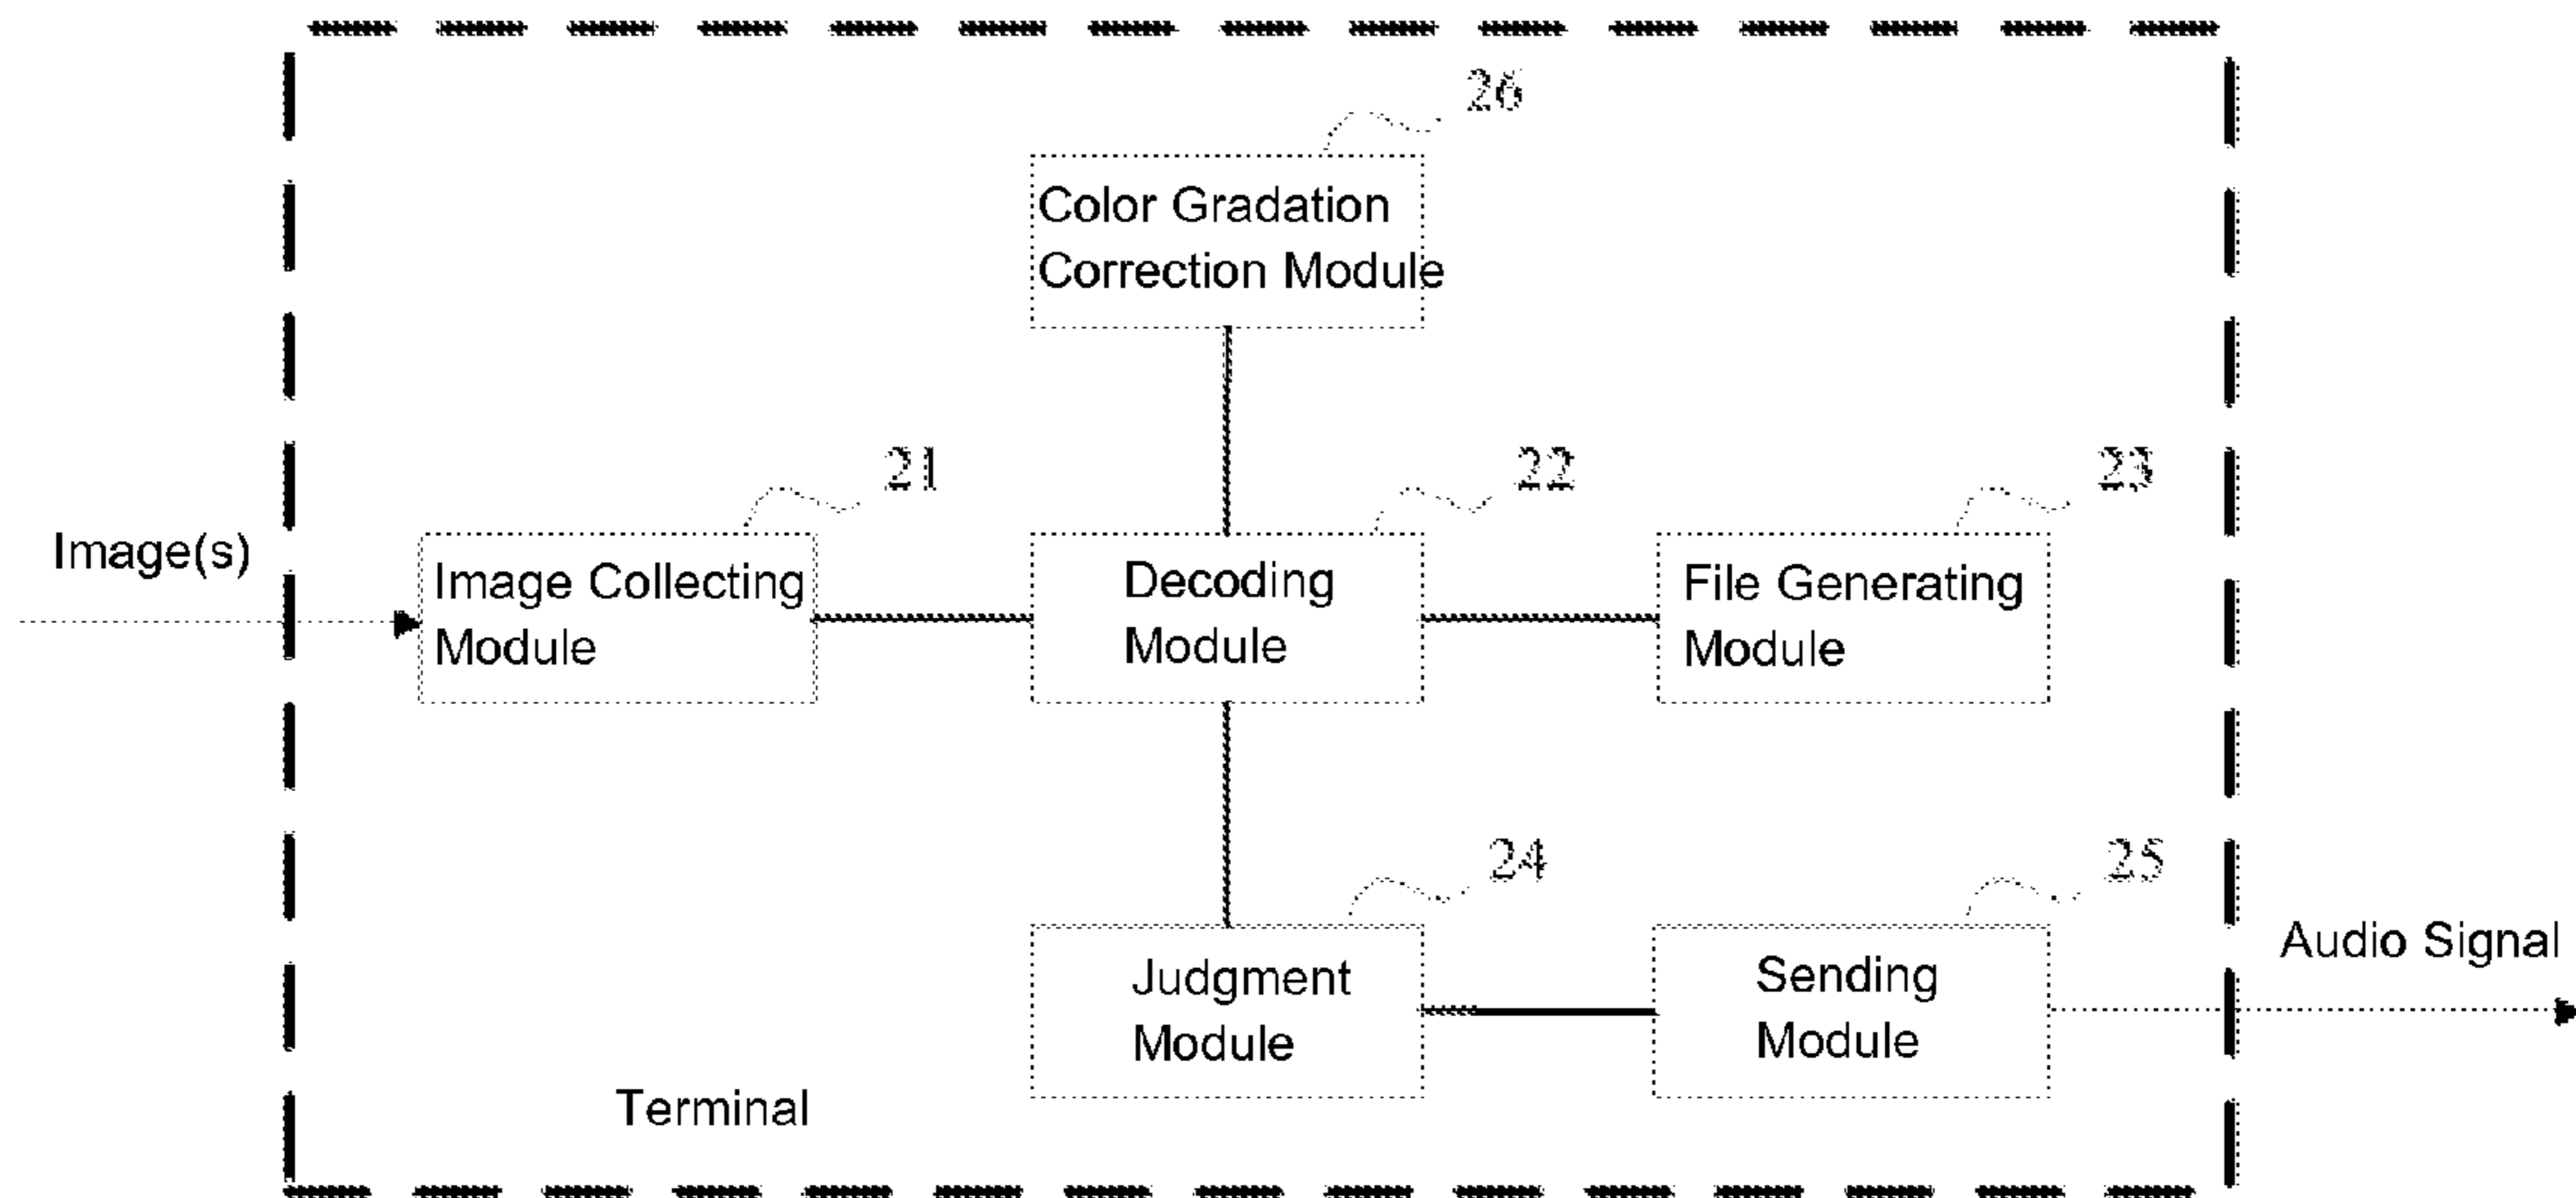 26
Color Gradation
Correction Module
21
22
23
Image(s)
Image Collecting
Module
Decoding
Module
File Generating
Module
24
25
Audio Signal
Judgment
Module
Sending
Module
Terminal